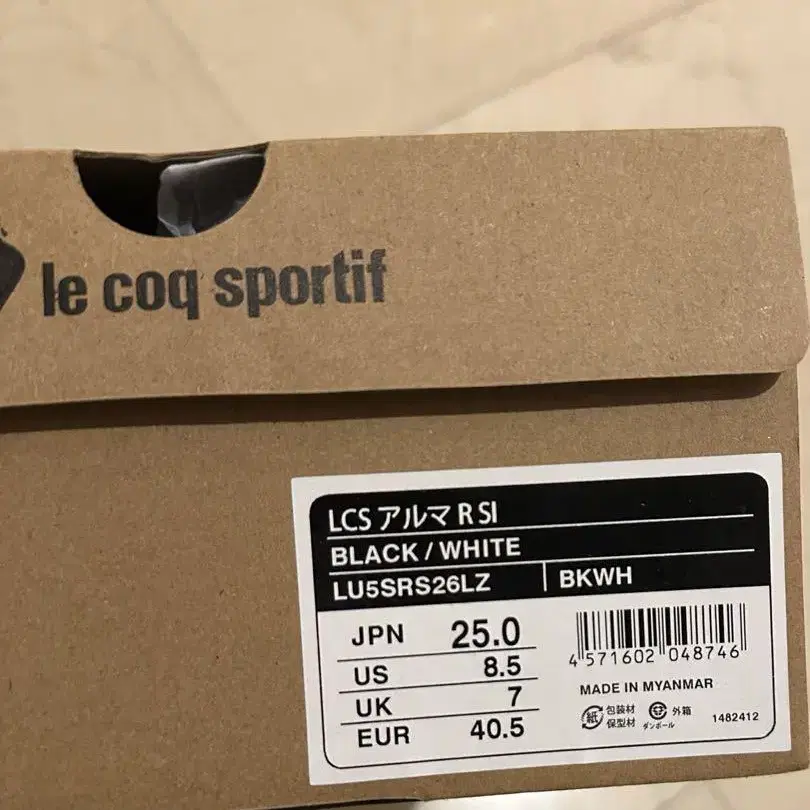 le coq sportif
LCS アルマ R SI
BLACK / WHITE
LU5SRS26LZ BKWH
JPN 25.0
US 8.5
UK 7
EUR 40.5
4 571602 048746
MADE IN MYANMAR
紙 包装材
保型材
外箱
ダンボール
1482412